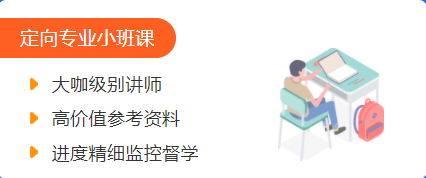 定向专业小班课
大咖级别讲师
高价值参考资料
进度精细监控督学